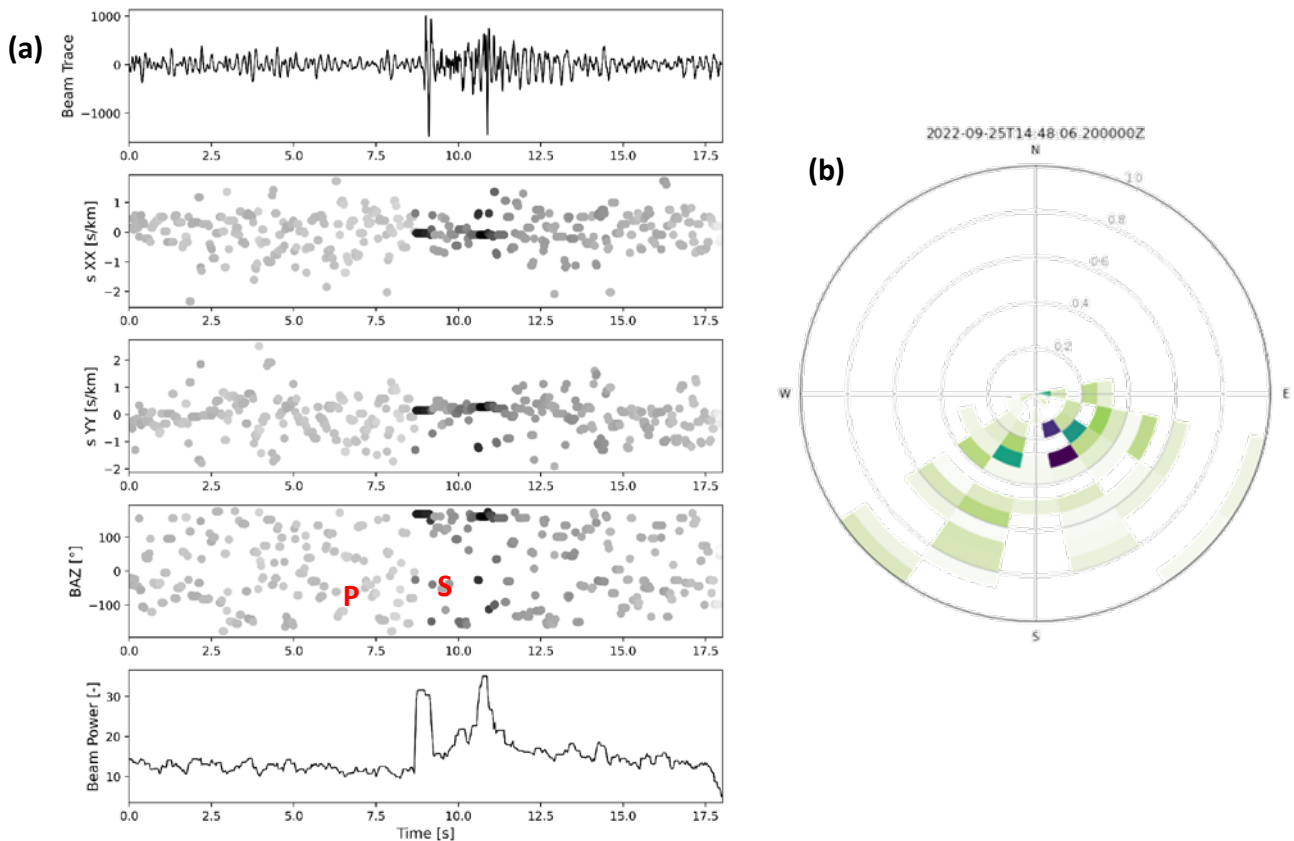 (a)
Beam Trace
1000
0
−1000
0.0 2.5 5.0 7.5 10.0 12.5 15.0 17.5
s XX [s/km]
1
0
−1
−2
0.0 2.5 5.0 7.5 10.0 12.5 15.0 17.5
s YY [s/km]
2
1
0
−1
−2
0.0 2.5 5.0 7.5 10.0 12.5 15.0 17.5
BAZ [°]
100
0
−100
P
S
0.0 2.5 5.0 7.5 10.0 12.5 15.0 17.5
Beam Power [-]
30
20
10
0.0 2.5 5.0 7.5 10.0 12.5 15.0 17.5
Time [s]
(b)
2022-09-25T14:48:06.200000Z
N
1.0
0.8
0.6
0.4
0.2
W
E
S